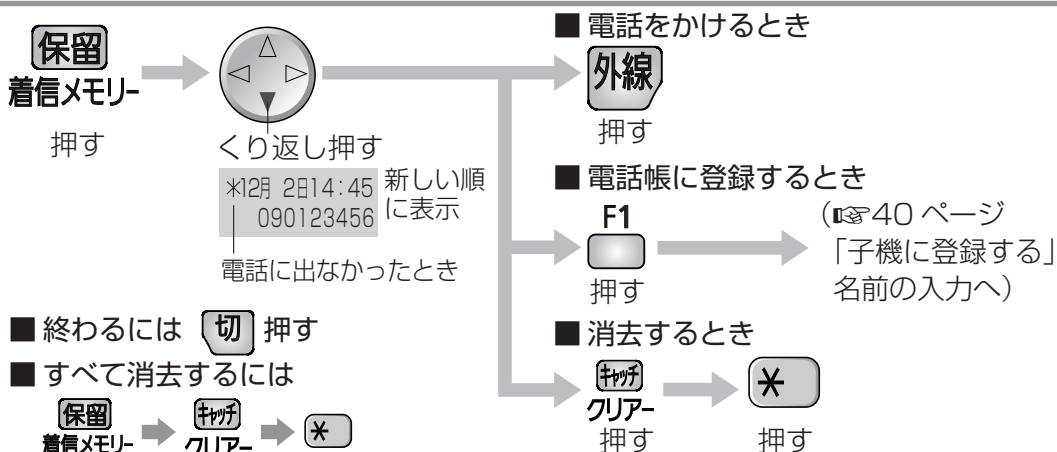 保留
着信メモリー
押す
くり返し押す
*12月 2日14:45
090123456
新しい順
に表示
電話に出なかったとき
■ 終わるには 切 押す
■ すべて消去するには
保留
着信メモリー
キャッチ
クリアー
*
■ 電話をかけるとき
外線
押す
■ 電話帳に登録するとき
F1
押す
(☞40 ページ
「子機に登録する」
名前の入力へ)
■ 消去するとき
キャッチ
クリアー
押す
*
押す